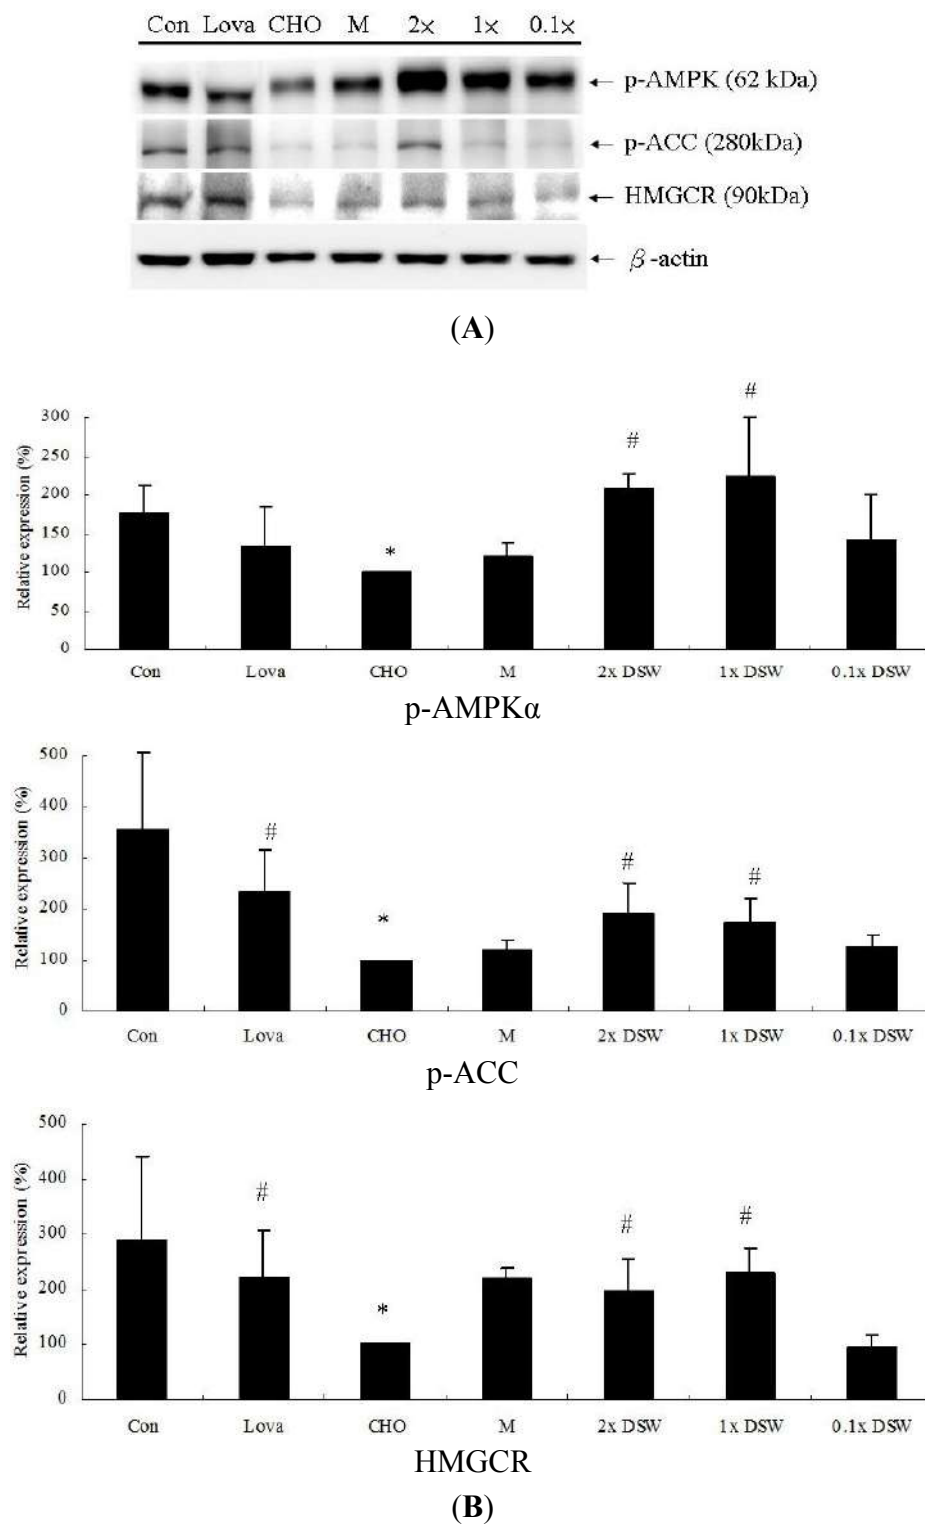 Con Lova CHO M 2× 1× 0.1×
← p-AMPK (62 kDa)
← p-ACC (280kDa)
← HMGCR (90kDa)
← β-actin
(A)
Relative expression (%)
300
250
200
150
100
50
0
* # #
Con Lova CHO M 2x DSW 1x DSW 0.1x DSW
p-AMPKα
Relative expression (%)
500
400
300
200
100
0
# * # #
Con Lova CHO M 2x DSW 1x DSW 0.1x DSW
p-ACC
Relative expression (%)
500
400
300
200
100
0
# * # #
Con Lova CHO M 2x DSW 1x DSW 0.1x DSW
HMGCR
(B)